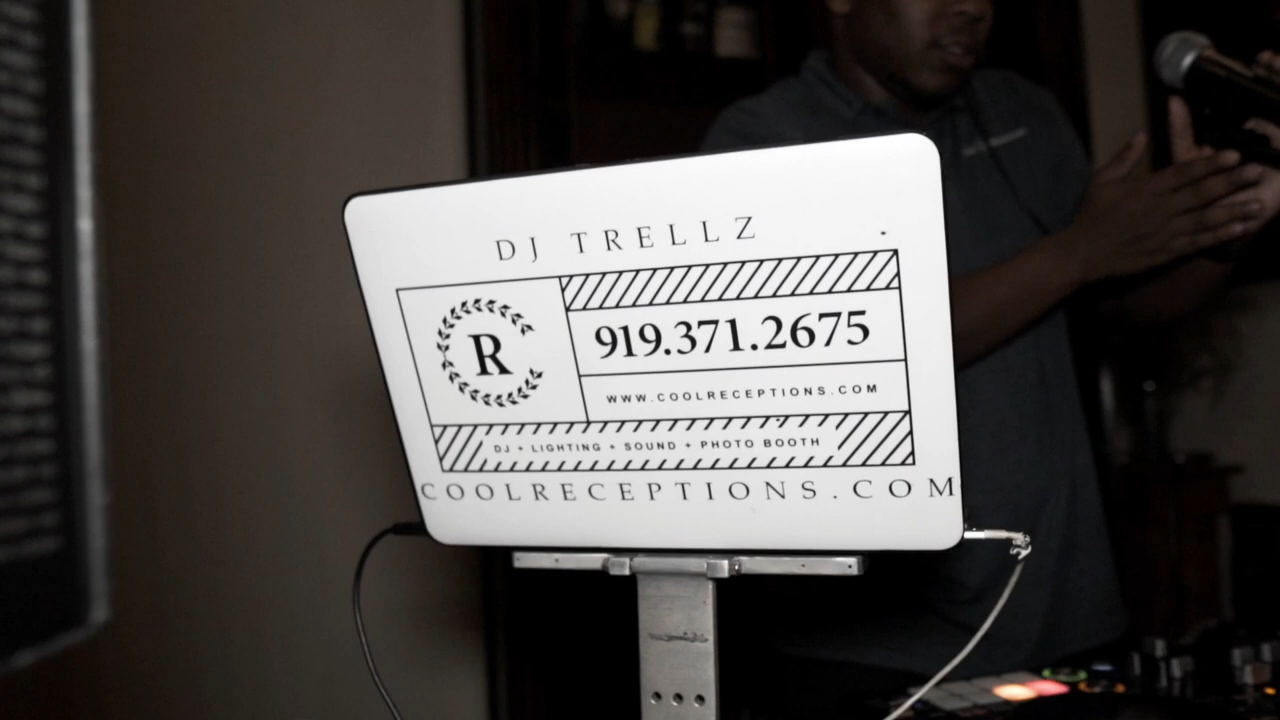 DJ TRELLZ
R
919.371.2675
WWW.COOLRECEPTIONS.COM
DJ + LIGHTING + SOUND + PHOTO BOOTH
COOLRECEPTIONS.COM